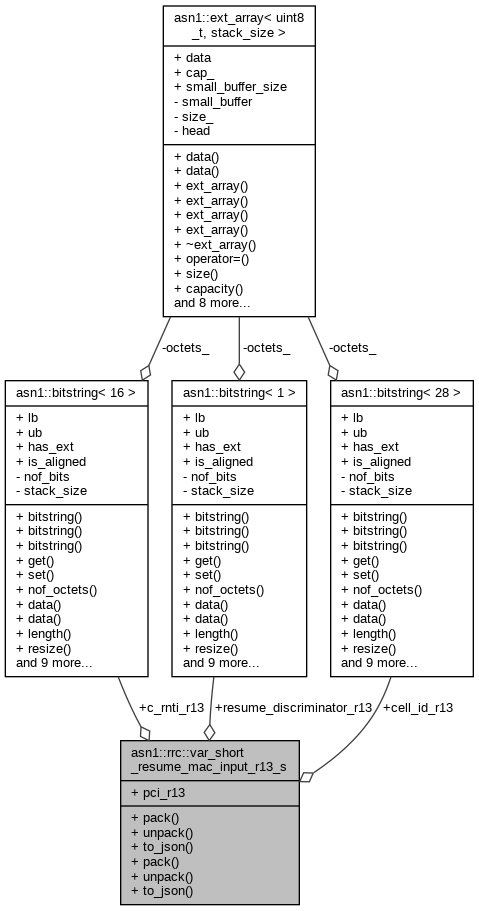 asn1::ext_array< uint8
_t, stack_size >
+ data
+ cap_
+ small_buffer_size
- small_buffer
- size_
- head
+ data()
+ data()
+ ext_array()
+ ext_array()
+ ext_array()
+ ext_array()
+ ~ext_array()
+ operator=()
+ size()
+ capacity()
and 8 more...
-octets_
-octets_
-octets_
asn1::bitstring< 16 >
+ lb
+ ub
+ has_ext
+ is_aligned
- nof_bits
- stack_size
+ bitstring()
+ bitstring()
+ bitstring()
+ get()
+ set()
+ nof_octets()
+ data()
+ data()
+ length()
+ resize()
and 9 more...
asn1::bitstring< 1 >
+ lb
+ ub
+ has_ext
+ is_aligned
- nof_bits
- stack_size
+ bitstring()
+ bitstring()
+ bitstring()
+ get()
+ set()
+ nof_octets()
+ data()
+ data()
+ length()
+ resize()
and 9 more...
asn1::bitstring< 28 >
+ lb
+ ub
+ has_ext
+ is_aligned
- nof_bits
- stack_size
+ bitstring()
+ bitstring()
+ bitstring()
+ get()
+ set()
+ nof_octets()
+ data()
+ data()
+ length()
+ resize()
and 9 more...
+c_rnti_r13
+resume_discriminator_r13
+cell_id_r13
asn1::rrc::var_short
_resume_mac_input_r13_s
+ pci_r13
+ pack()
+ unpack()
+ to_json()
+ pack()
+ unpack()
+ to_json()